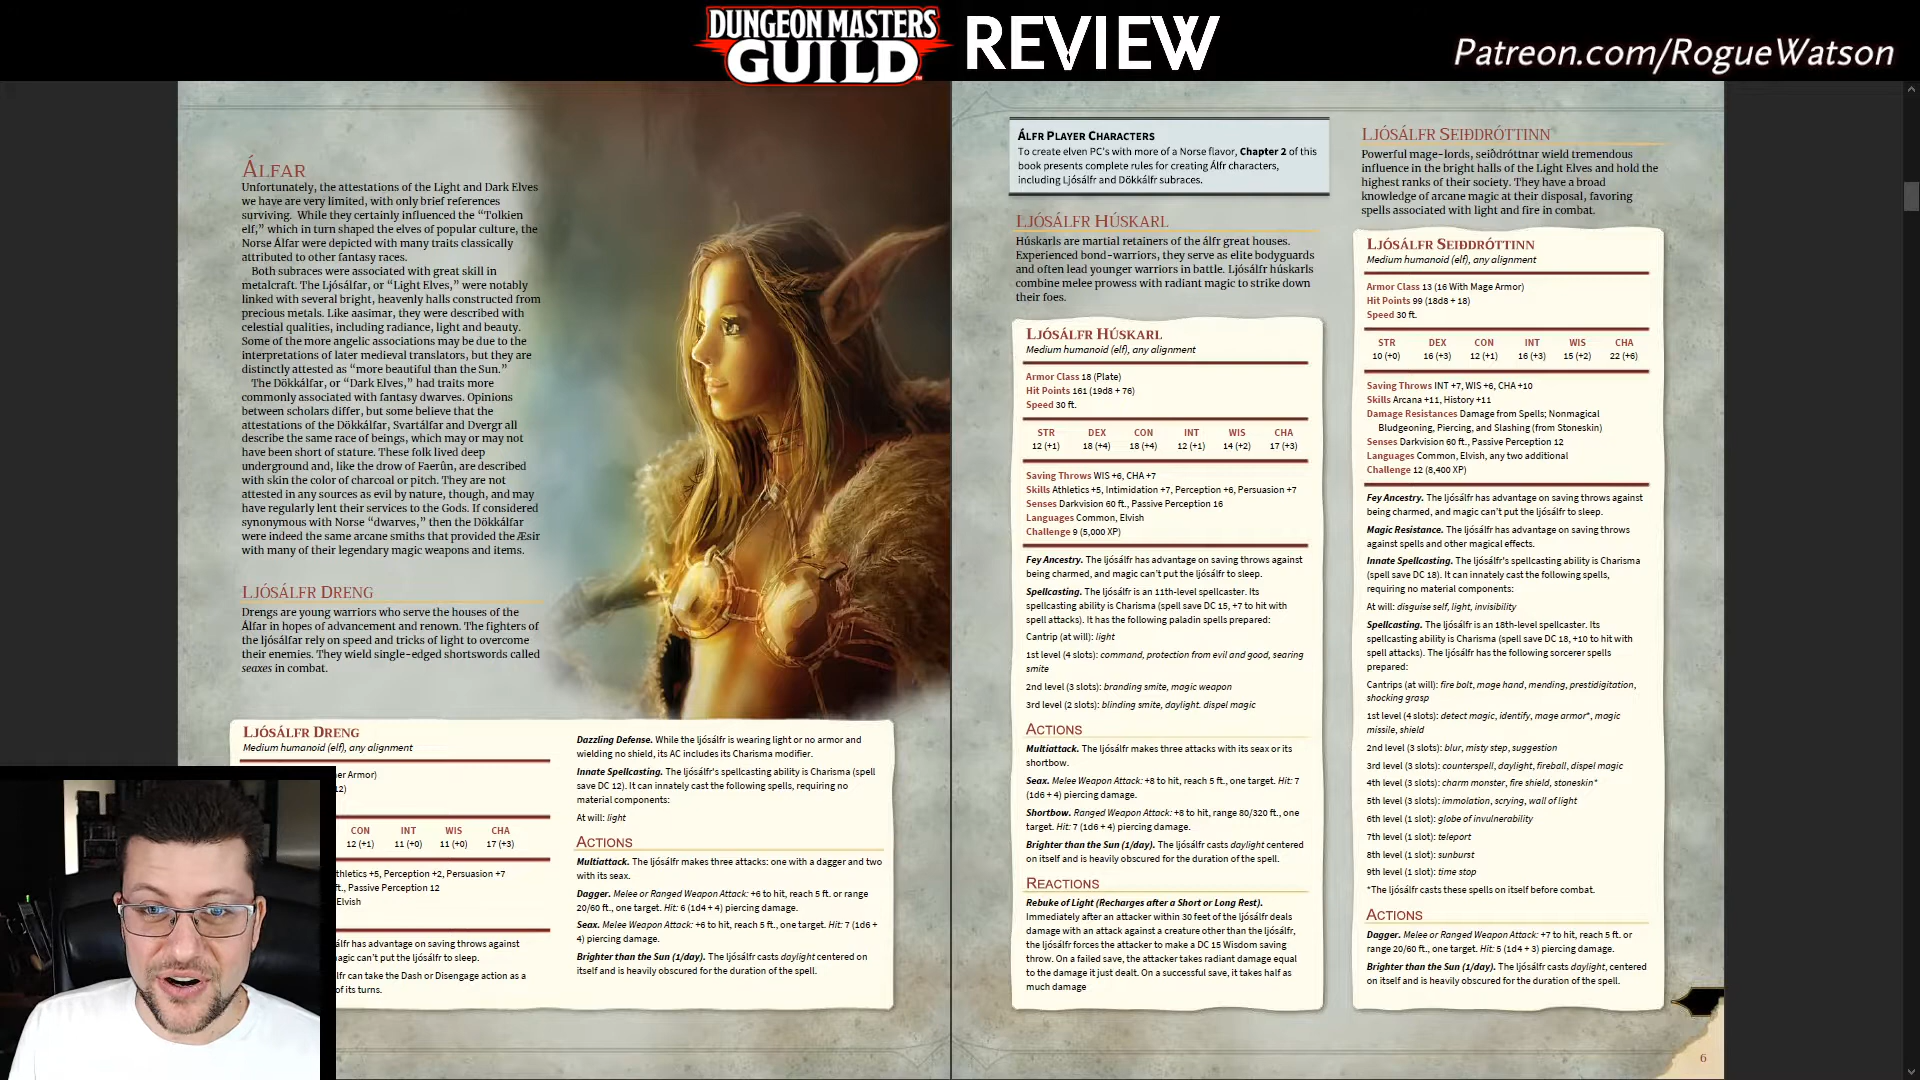 DUNGEON MASTERS
GUILD
REVIEW
Patreon.com/RogueWatson
ÁLFAR
Unfortunately, the attestations of the Light and Dark Elves
we have are very limited, with only brief references
surviving. While they certainly influenced the “Tolkien
elf,” which in turn shaped the elves of popular culture, the
Norse Álfar were depicted with many traits classically
attributed to other fantasy races.
Both subraces were associated with great skill in
metalcraft. The Ljósálfar, or “Light Elves,” were notably
linked with several bright, heavenly halls constructed from
precious metals. Like aasimar, they were described with
celestial qualities, including radiance, light and beauty.
Some of the more angelic associations may be due to the
interpretations of later medieval translators, but they are
distinctly attested as “more beautiful than the Sun.”
The Dökkálfar, or “Dark Elves,” had traits more
commonly associated with fantasy dwarves. Opinions
between scholars differ, but some believe that the
attestations of the Dökkálfar, Svartálfar and Dvergr all
describe the same race of beings, which may or may not
have been short of stature. These folk lived deep
underground and, like the drow of Faerûn, are described
with skin the color of charcoal or pitch. They are not
attested in any sources as evil by nature, though, and may
have regularly lent their services to the Gods. If considered
synonymous with Norse “dwarves,” then the Dökkálfar
were indeed the same arcane smiths that provided the Æsir
with many of their legendary magic weapons and items.
LJÓSÁLFR DRENG
Drengs are young warriors who serve the houses of the
Álfar in hopes of advancement and renown. The fighters of
the ljósálfar rely on speed and tricks of light to overcome
their enemies. They wield single-edged shortswords called
seaxes in combat.
LJÓSÁLFR DRENG
Medium humanoid (elf), any alignment
er Armor)
12)
CON INT WIS CHA
12 (+1) 11 (+0) 11 (+0) 17 (+3)
thletics +5, Perception +2, Persuasion +7
ft., Passive Perception 12
Elvish
álfr has advantage on saving throws against
agic can't put the ljósálfr to sleep.
lfr can take the Dash or Disengage action as a
of its turns.
Dazzling Defense. While the ljósálfr is wearing light or no armor and
wielding no shield, its AC includes its Charisma modifier.
Innate Spellcasting. The ljósálfr's spellcasting ability is Charisma (spell
save DC 12). It can innately cast the following spells, requiring no
material components:
At will: light
ACTIONS
Multiattack. The ljósálfr makes three attacks: one with a dagger and two
with its seax.
Dagger. Melee or Ranged Weapon Attack: +6 to hit, reach 5 ft. or range
20/60 ft., one target. Hit: 6 (1d4 + 4) piercing damage.
Seax. Melee Weapon Attack: +6 to hit, reach 5 ft., one target. Hit: 7 (1d6 +
4) piercing damage.
Brighter than the Sun (1/day). The ljósálfr casts daylight centered on
itself and is heavily obscured for the duration of the spell.
ÁLFR PLAYER CHARACTERS
To create elven PC's with more of a Norse flavor, Chapter 2 of this
book presents complete rules for creating Álfr characters,
including Ljósálfr and Dökkálfr subraces.
LJÓSÁLFR HÚSKARL
Húskarls are martial retainers of the álfr great houses.
Experienced bond-warriors, they serve as elite bodyguards
and often lead younger warriors in battle. Ljósálfr húskarls
combine melee prowess with radiant magic to strike down
their foes.
LJÓSÁLFR HÚSKARL
Medium humanoid (elf), any alignment
Armor Class 18 (Plate)
Hit Points 161 (19d8 + 76)
Speed 30 ft.
STR DEX CON INT WIS CHA
12 (+1) 18 (+4) 18 (+4) 12 (+1) 14 (+2) 17 (+3)
Saving Throws WIS +6, CHA +7
Skills Athletics +5, Intimidation +7, Perception +6, Persuasion +7
Senses Darkvision 60 ft., Passive Perception 16
Languages Common, Elvish
Challenge 9 (5,000 XP)
Fey Ancestry. The ljósálfr has advantage on saving throws against
being charmed, and magic can't put the ljósálfr to sleep.
Spellcasting. The ljósálfr is an 11th-level spellcaster. Its
spellcasting ability is Charisma (spell save DC 15, +7 to hit with
spell attacks). It has the following paladin spells prepared:
Cantrip (at will): light
1st level (4 slots): command, protection from evil and good, searing
smite
2nd level (3 slots): branding smite, magic weapon
3rd level (2 slots): blinding smite, daylight. dispel magic
ACTIONS
Multiattack. The ljósálfr makes three attacks with its seax or its
shortbow.
Seax. Melee Weapon Attack: +8 to hit, reach 5 ft., one target. Hit: 7
(1d6 + 4) piercing damage.
Shortbow. Ranged Weapon Attack: +8 to hit, range 80/320 ft., one
target. Hit: 7 (1d6 + 4) piercing damage.
Brighter than the Sun (1/day). The ljósálfr casts daylight centered
on itself and is heavily obscured for the duration of the spell.
REACTIONS
Rebuke of Light (Recharges after a Short or Long Rest).
Immediately after an attacker within 30 feet of the ljósálfr deals
damage with an attack against a creature other than the ljósálfr,
the ljósálfr forces the attacker to make a DC 15 Wisdom saving
throw. On a failed save, the attacker takes radiant damage equal
to the damage it just dealt. On a successful save, it takes half as
much damage
LJÓSÁLFR SEIÐDRÓTTINN
Powerful mage-lords, seiðdróttnar wield tremendous
influence in the bright halls of the Light Elves and hold the
highest ranks of their society. They have a broad
knowledge of arcane magic at their disposal, favoring
spells associated with light and fire in combat.
LJÓSÁLFR SEIÐDRÓTTINN
Medium humanoid (elf), any alignment
Armor Class 13 (16 With Mage Armor)
Hit Points 99 (18d8 + 18)
Speed 30 ft.
STR DEX CON INT WIS CHA
10 (+0) 16 (+3) 12 (+1) 16 (+3) 15 (+2) 22 (+6)
Saving Throws INT +7, WIS +6, CHA +10
Skills Arcana +11, History +11
Damage Resistances Damage from Spells; Nonmagical
Bludgeoning, Piercing, and Slashing (from Stoneskin)
Senses Darkvision 60 ft., Passive Perception 12
Languages Common, Elvish, any two additional
Challenge 12 (8,400 XP)
Fey Ancestry. The ljósálfr has advantage on saving throws against
being charmed, and magic can't put the ljósálfr to sleep.
Magic Resistance. The ljósálfr has advantage on saving throws
against spells and other magical effects.
Innate Spellcasting. The ljósálfr's spellcasting ability is Charisma
(spell save DC 18). It can innately cast the following spells,
requiring no material components:
At will: disguise self, light, invisibility
Spellcasting. The ljósálfr is an 18th-level spellcaster. Its
spellcasting ability is Charisma (spell save DC 18, +10 to hit with
spell attacks). The ljósálfr has the following sorcerer spells
prepared:
Cantrips (at will): fire bolt, mage hand, mending, prestidigitation,
shocking grasp
1st level (4 slots): detect magic, identify, mage armor*, magic
missile, shield
2nd level (3 slots): blur, misty step, suggestion
3rd level (3 slots): counterspell, daylight, fireball, dispel magic
4th level (3 slots): charm monster, fire shield, stoneskin*
5th level (3 slots): immolation, scrying, wall of light
6th level (1 slot): globe of invulnerability
7th level (1 slot): teleport
8th level (1 slot): sunburst
9th level (1 slot): time stop
*The ljósálfr casts these spells on itself before combat.
ACTIONS
Dagger. Melee or Ranged Weapon Attack: +7 to hit, reach 5 ft. or
range 20/60 ft., one target. Hit: 5 (1d4 + 3) piercing damage.
Brighter than the Sun (1/day). The ljósálfr casts daylight, centered
on itself and is heavily obscured for the duration of the spell.
6